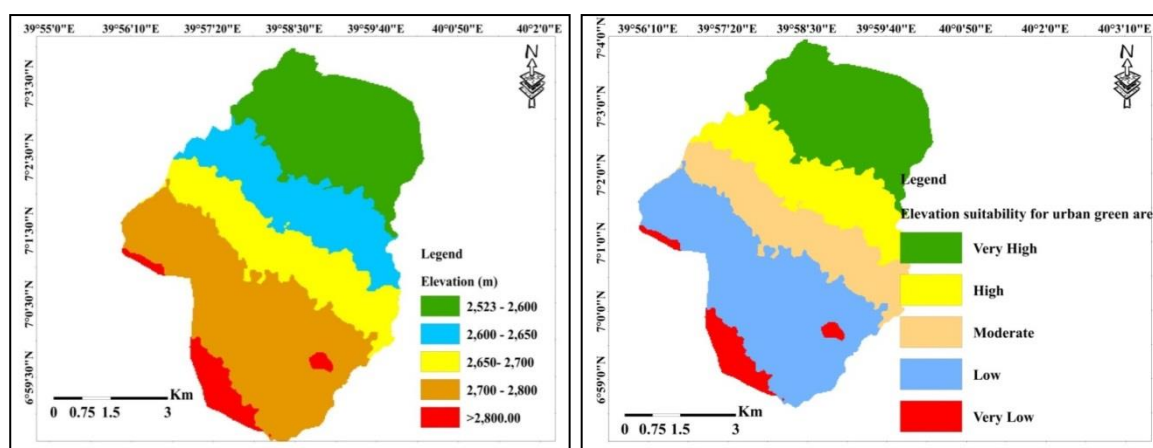 39°55'0"E 39°56'10"E 39°57'20"E 39°58'30"E 39°59'40"E 40°0'50"E 40°2'0"E
N
7°3'30"N
7°2'30"N
7°1'30"N
7°0'30"N
6°59'30"N
Legend
Elevation (m)
2,523 - 2,600
2,600 - 2,650
2,650- 2,700
2,700 - 2,800
>2,800.00
Km
0 0.75 1.5 3
39°56'10"E 39°57'20"E 39°58'30"E 39°59'40"E 40°0'50"E 40°2'0"E 40°3'10"E
N
7°4'0"N
7°3'0"N
7°2'0"N
7°1'0"N
7°0'0"N
6°59'0"N
Legend
Elevation suitability for urban green are
Very High
High
Moderate
Low
Very Low
Km
0 0.75 1.5 3